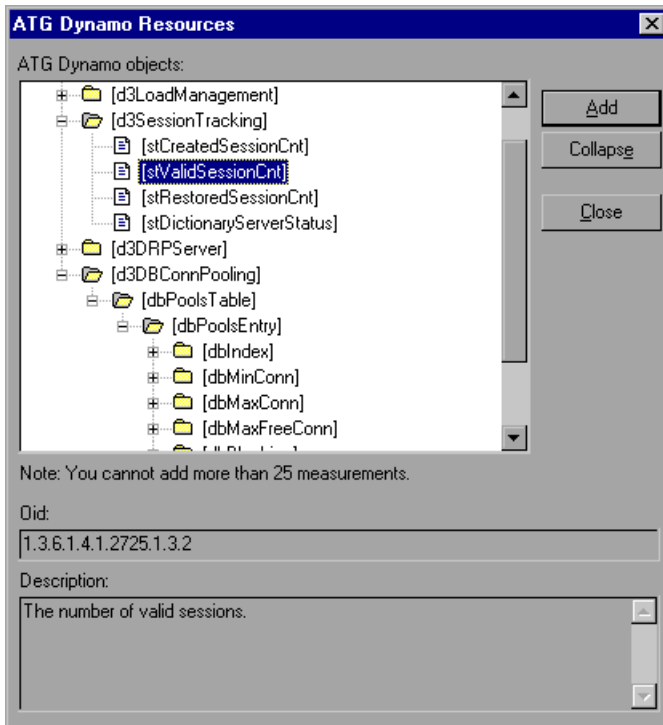 ATG Dynamo Resources
ATG Dynamo objects:
[d3LoadManagement]
[d3SessionTracking]
[stCreatedSessionCnt]
[stValidSessionCnt]
[stRestoredSessionCnt]
[stDictionaryServerStatus]
[d3DRPServer]
[d3DBConnPooling]
[dbPoolsTable]
[dbPoolsEntry]
[dbIndex]
[dbMinConn]
[dbMaxConn]
[dbMaxFreeConn]
Add
Collapse
Close
Note: You cannot add more than 25 measurements.
Oid:
1.3.6.1.4.1.2725.1.3.2
Description:
The number of valid sessions.